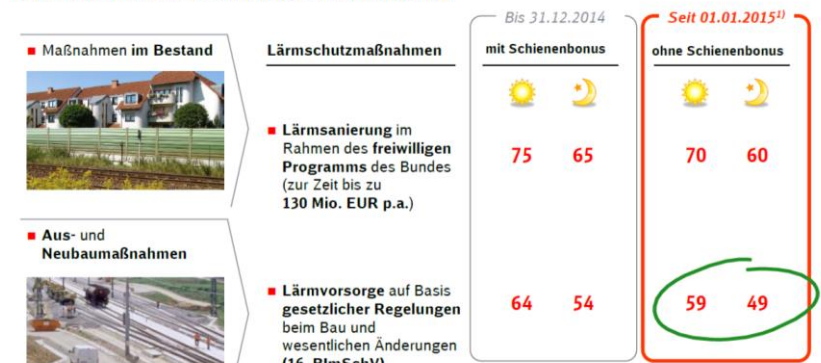 Bis 31.12.2014
Seit 01.01.2015¹⁾
Maßnahmen im Bestand
Lärmschutzmaßnahmen
mit Schienenbonus
ohne Schienenbonus
Lärmsanierung im
Rahmen des freiwilligen
Programms des Bundes
(zur Zeit bis zu
130 Mio. EUR p.a.)
75 65
70 60
Aus- und
Neubaumaßnahmen
Lärmvorsorge auf Basis
gesetzlicher Regelungen
beim Bau und
wesentlichen Änderungen
(16. BImSchV)
64 54
59 49